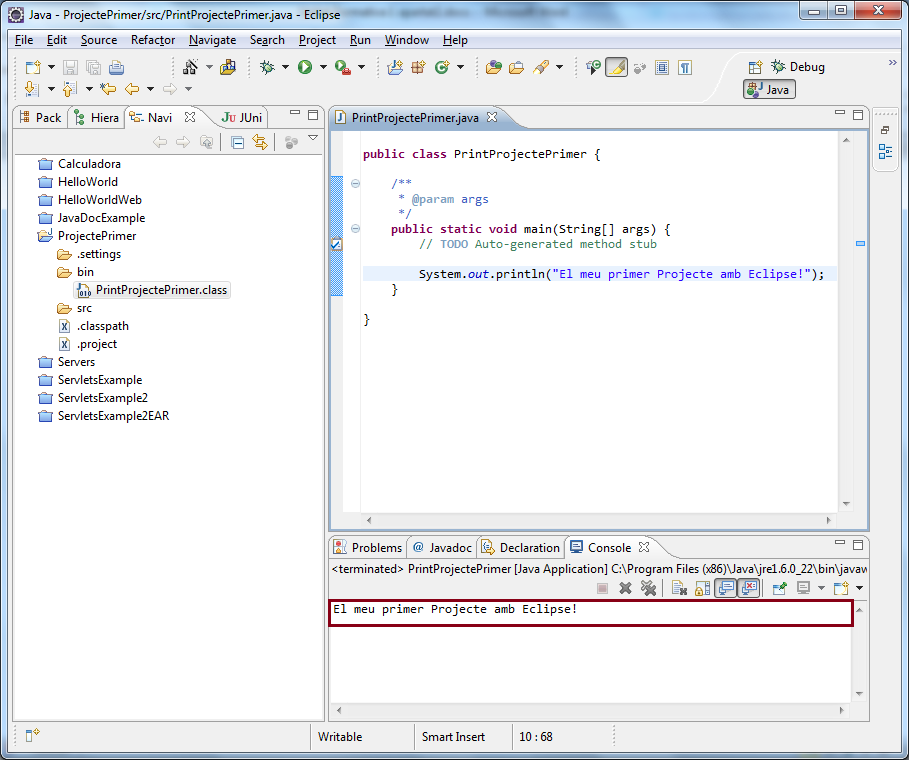 Java - ProjectePrimer/src/PrintProjectePrimer.java - Eclipse
File Edit Source Refactor Navigate Search Project Run Window Help
Debug
Java
Pack Hiera Navi JUni
Calculadora
HelloWorld
HelloWorldWeb
JavaDocExample
ProjectePrimer
.settings
bin
PrintProjectePrimer.class
src
.classpath
.project
Servers
ServletsExample
ServletsExample2
ServletsExample2EAR
PrintProjectePrimer.java
public class PrintProjectePrimer {
/**
* @param args
*/
public static void main(String[] args) {
// TODO Auto-generated method stub
System.out.println("El meu primer Projecte amb Eclipse!");
}
}
Problems @ Javadoc Declaration Console
<terminated> PrintProjectePrimer [Java Application] C:\Program Files (x86)\Java\jre1.6.0_22\bin\javaw
El meu primer Projecte amb Eclipse!
Writable Smart Insert 10 : 68